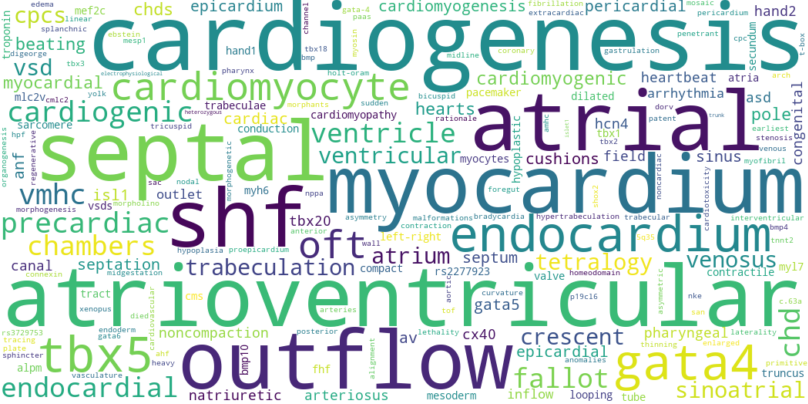 edema
splanchnic
troponin
cpcs
linear
mef2c
chds
epicardium
channel
gata-4
paas
cardiomyocytes
fibrillation
extracardiac
mosaic
pericardial
pericardium
hand2
t-box
digeorge
ebstein
mesp1
beating
tbx3
electrophysiological
hand1
tbx18
bmp
myosin
cardiogenesis
midline
coronary
gastrulation
penetrant
cpc
secundum
vsd
pharynx
holt-oram
cardiomyogenic
heartbeat
atria
arch
myocardial
cardiomyocyte
morphants
sudden
pacemaker
dilated
arrhythmia
asd
mlc2v
cmlc2
yolk
heterozygous
trabeculae
bicuspid
hearts
dorv
patent
trunk
pole
congenital
organogenesis
cardiogenic
cardiac
cardiomyopathy
rationale
atrial
hcn4
tbx1
tbx2
earliest
stenosis
venous
hpf
regenerative
sarcomere
tricuspid
conduction
ventricle
hypoplastic
anf
septal
morphogenetic
ventricular
myocytes
cushions
field
sinus
myofibril
vmhc
isl1
sac
nodal
outlet
myh6
nppa
foregut
myocardium
noncardiac
cardiotoxicity
morphogenesis
vsds
morpholino
shf
tbx20
asymmetry
malformations
bradycardia
hypertrabeculation
trabecular
interventricular
precardiac
hypoplasia
anterior
proepicardium
contraction
wall
left-right
endocardium
bmp4
tnnt2
chambers
oft
atrium
septum
tetralogy
venosus
canal
septation
trabeculation
compact
rs2277923
valve
homeodomain
contractile
myl7
connexin
midgestation
atrioventricular
tract
xenopus
died
cardiovascular
cms
arteries
aortic
curvature
tof
gata5
p19c16
asymmetric
nke
san
c.63a
rs3729753
endoderm
gata6
noncompaction
posterior
lethality
av
cx40
crescent
pharyngeal
laterality
chd
tracing
plate
sphincter
tbx5
ahf
heavy
bmp10
outflow
epicardial
anomalies
gata4
thinning
enlarged
primitive
alpm
vasculature
fhf
alignment
fallot
truncus
endocardial
natriuretic
arteriosus
mesoderm
inflow
looping
tube
sinoatrial